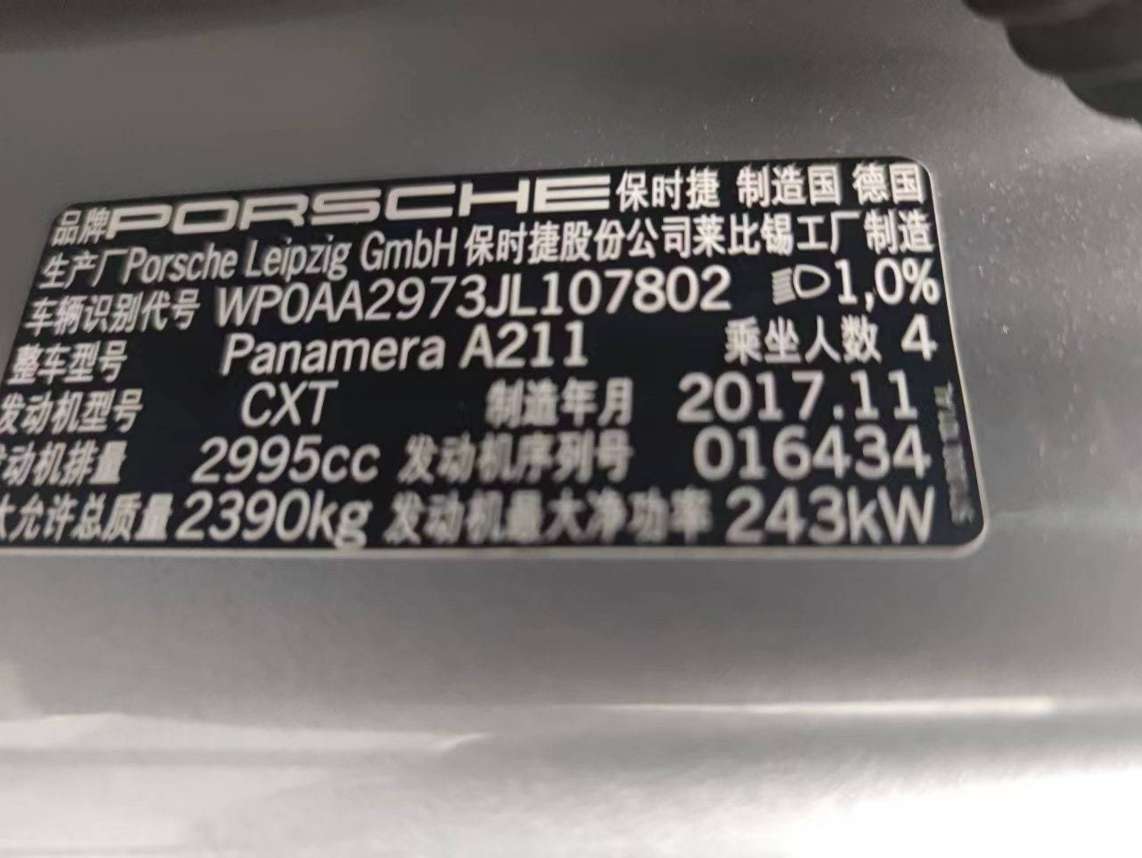 品牌PORSCHE保时捷 制造国 德国
生产厂Porsche Leipzig GmbH 保时捷股份公司莱比锡工厂制造
车辆识别代号 WP0AA2973JL107802 1,0%
整车型号 Panamera A211 乘坐人数 4
发动机型号 CXT 制造年月 2017.11
发动机排量 2995cc 发动机序列号 016434
大允许总质量 2390kg 发动机最大净功率 243kW